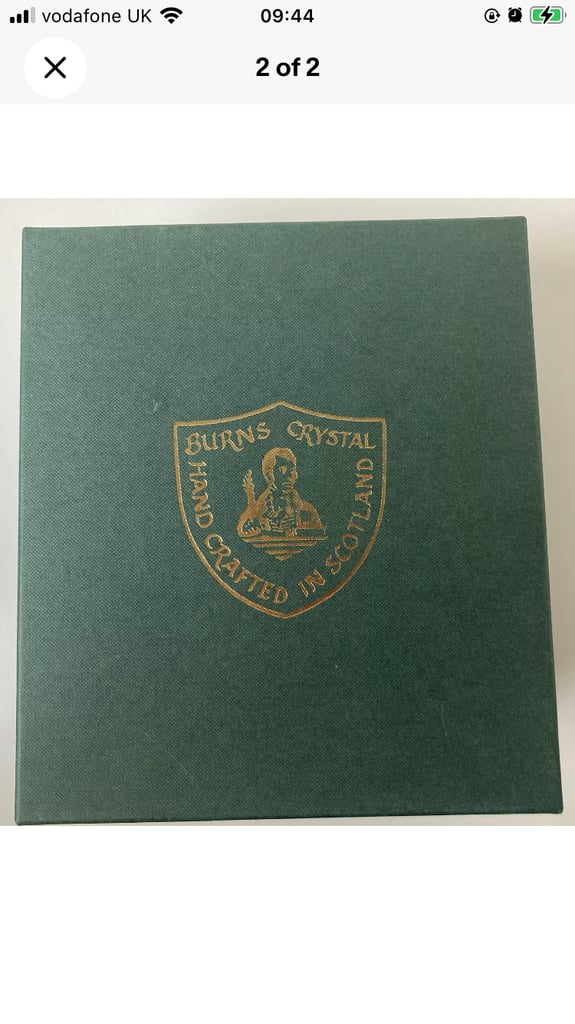 vodafone UK 09:44
2 of 2
BURNS CRYSTAL
HAND CRAFTED IN SCOTLAND